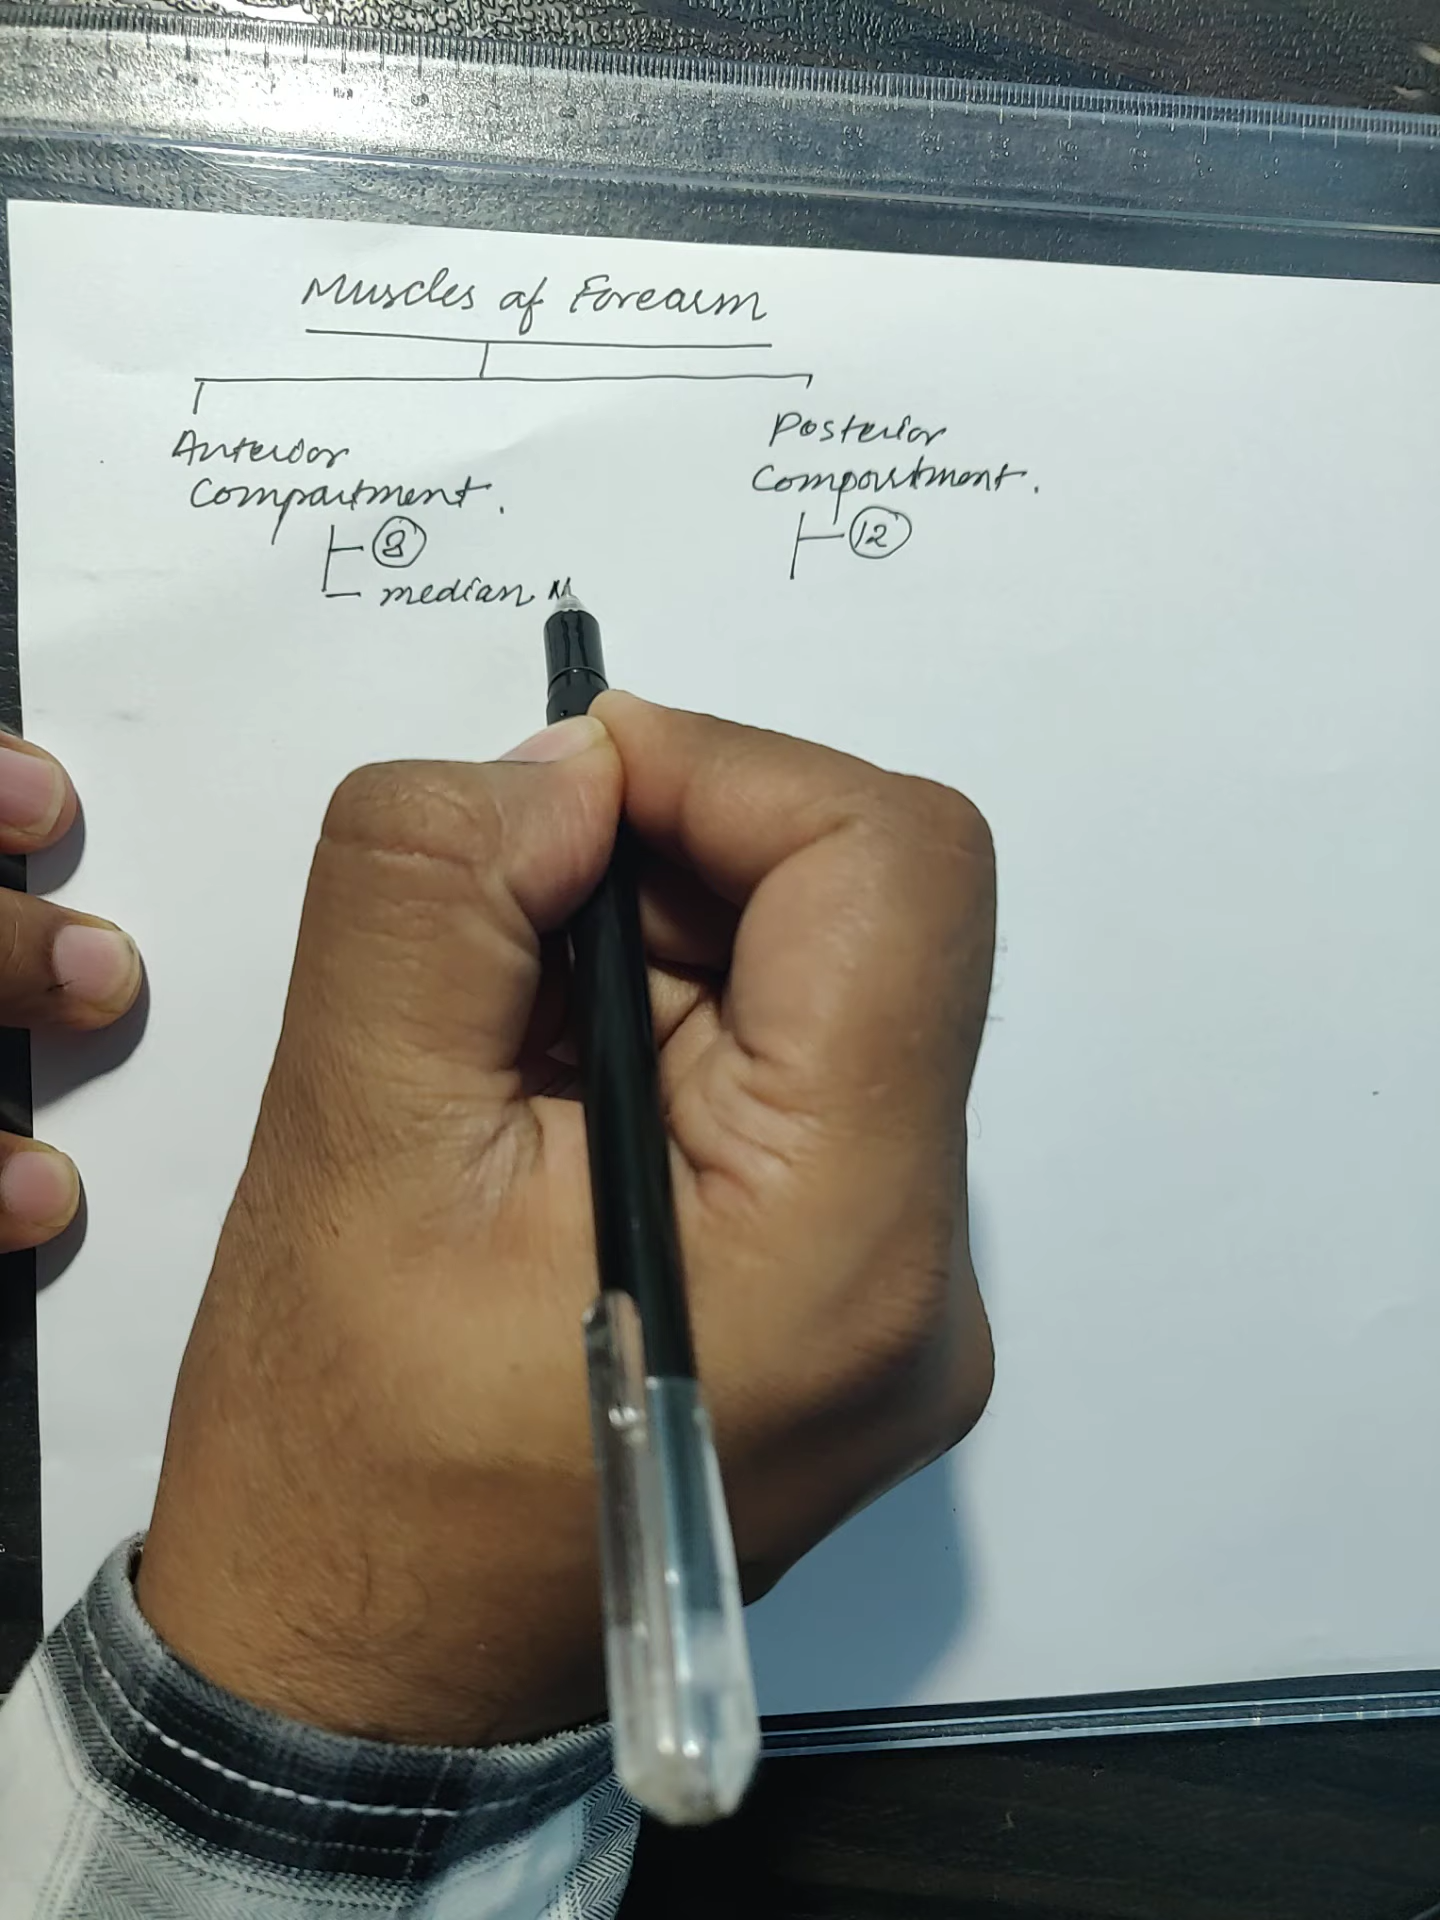 Muscles of Forearm
Anterior
Compartment.
8
median N
Posterior
Compartment.
12